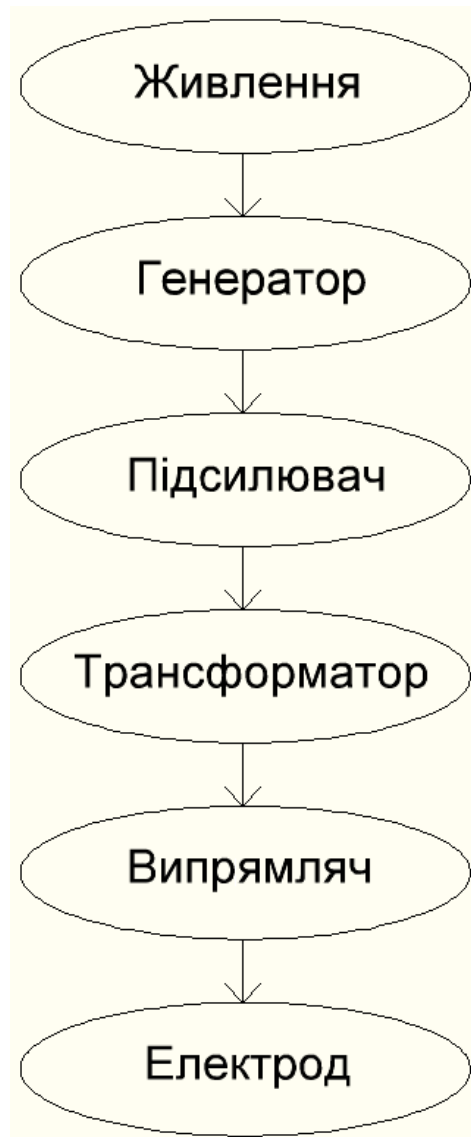 Живлення
Генератор
Підсилювач
Трансформатор
Випрямляч
Електрод